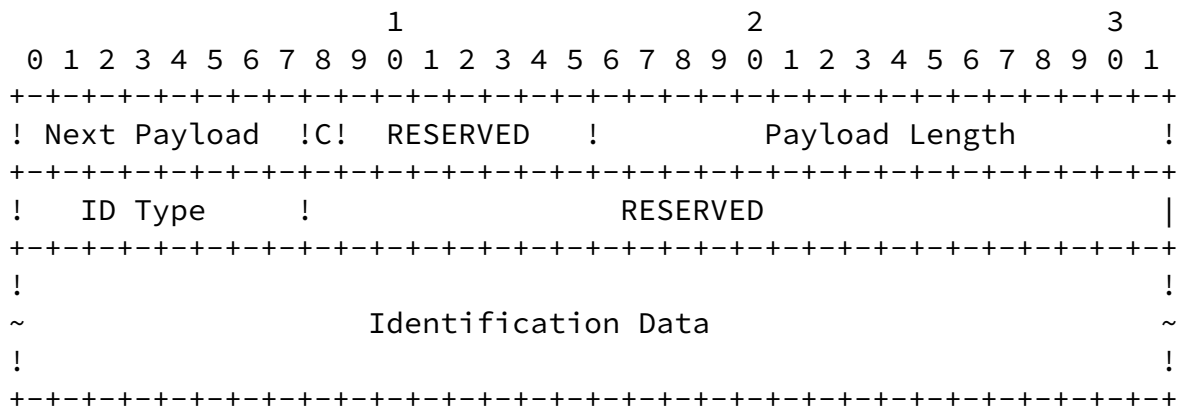 1                   2                   3
 0 1 2 3 4 5 6 7 8 9 0 1 2 3 4 5 6 7 8 9 0 1 2 3 4 5 6 7 8 9 0 1
+-+-+-+-+-+-+-+-+-+-+-+-+-+-+-+-+-+-+-+-+-+-+-+-+-+-+-+-+-+-+-+-+
! Next Payload  !C!  RESERVED   !         Payload Length        !
+-+-+-+-+-+-+-+-+-+-+-+-+-+-+-+-+-+-+-+-+-+-+-+-+-+-+-+-+-+-+-+-+
!   ID Type     !                 RESERVED                      |
+-+-+-+-+-+-+-+-+-+-+-+-+-+-+-+-+-+-+-+-+-+-+-+-+-+-+-+-+-+-+-+-+
!                                                               !
~                   Identification Data                         ~
!                                                               !
+-+-+-+-+-+-+-+-+-+-+-+-+-+-+-+-+-+-+-+-+-+-+-+-+-+-+-+-+-+-+-+-+